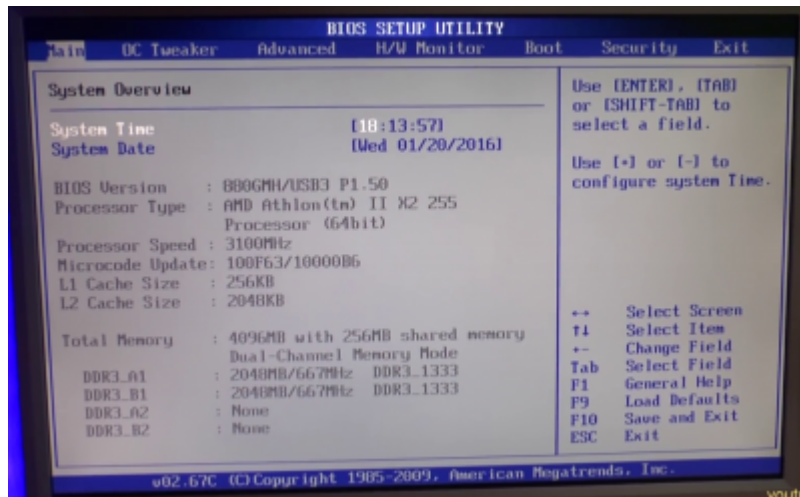 BIOS SETUP UTILITY
Main OC Tweaker Advanced H/W Monitor Boot Security Exit
System Overview
System Time [18:13:57]
System Date [Wed 01/20/2016]
BIOS Version : 880GMH/USB3 P1.50
Processor Type : AMD Athlon(tm) II X2 255
Processor (64bit)
Processor Speed : 3100MHz
Microcode Update: 100F63/10000B6
L1 Cache Size : 256KB
L2 Cache Size : 2048KB
Total Memory : 4096MB with 256MB shared memory
Dual-Channel Memory Mode
DDR3_A1 : 2048MB/667MHz DDR3_1333
DDR3_B1 : 2048MB/667MHz DDR3_1333
DDR3_A2 : None
DDR3_B2 : None
Use [ENTER], [TAB]
or [SHIFT-TAB] to
select a field.
Use [+] or [-] to
configure system Time.
↔ Select Screen
↑↓ Select Item
+- Change Field
Tab Select Field
F1 General Help
F9 Load Defaults
F10 Save and Exit
ESC Exit
v02.67C (C)Copyright 1985-2009, American Megatrends, Inc.